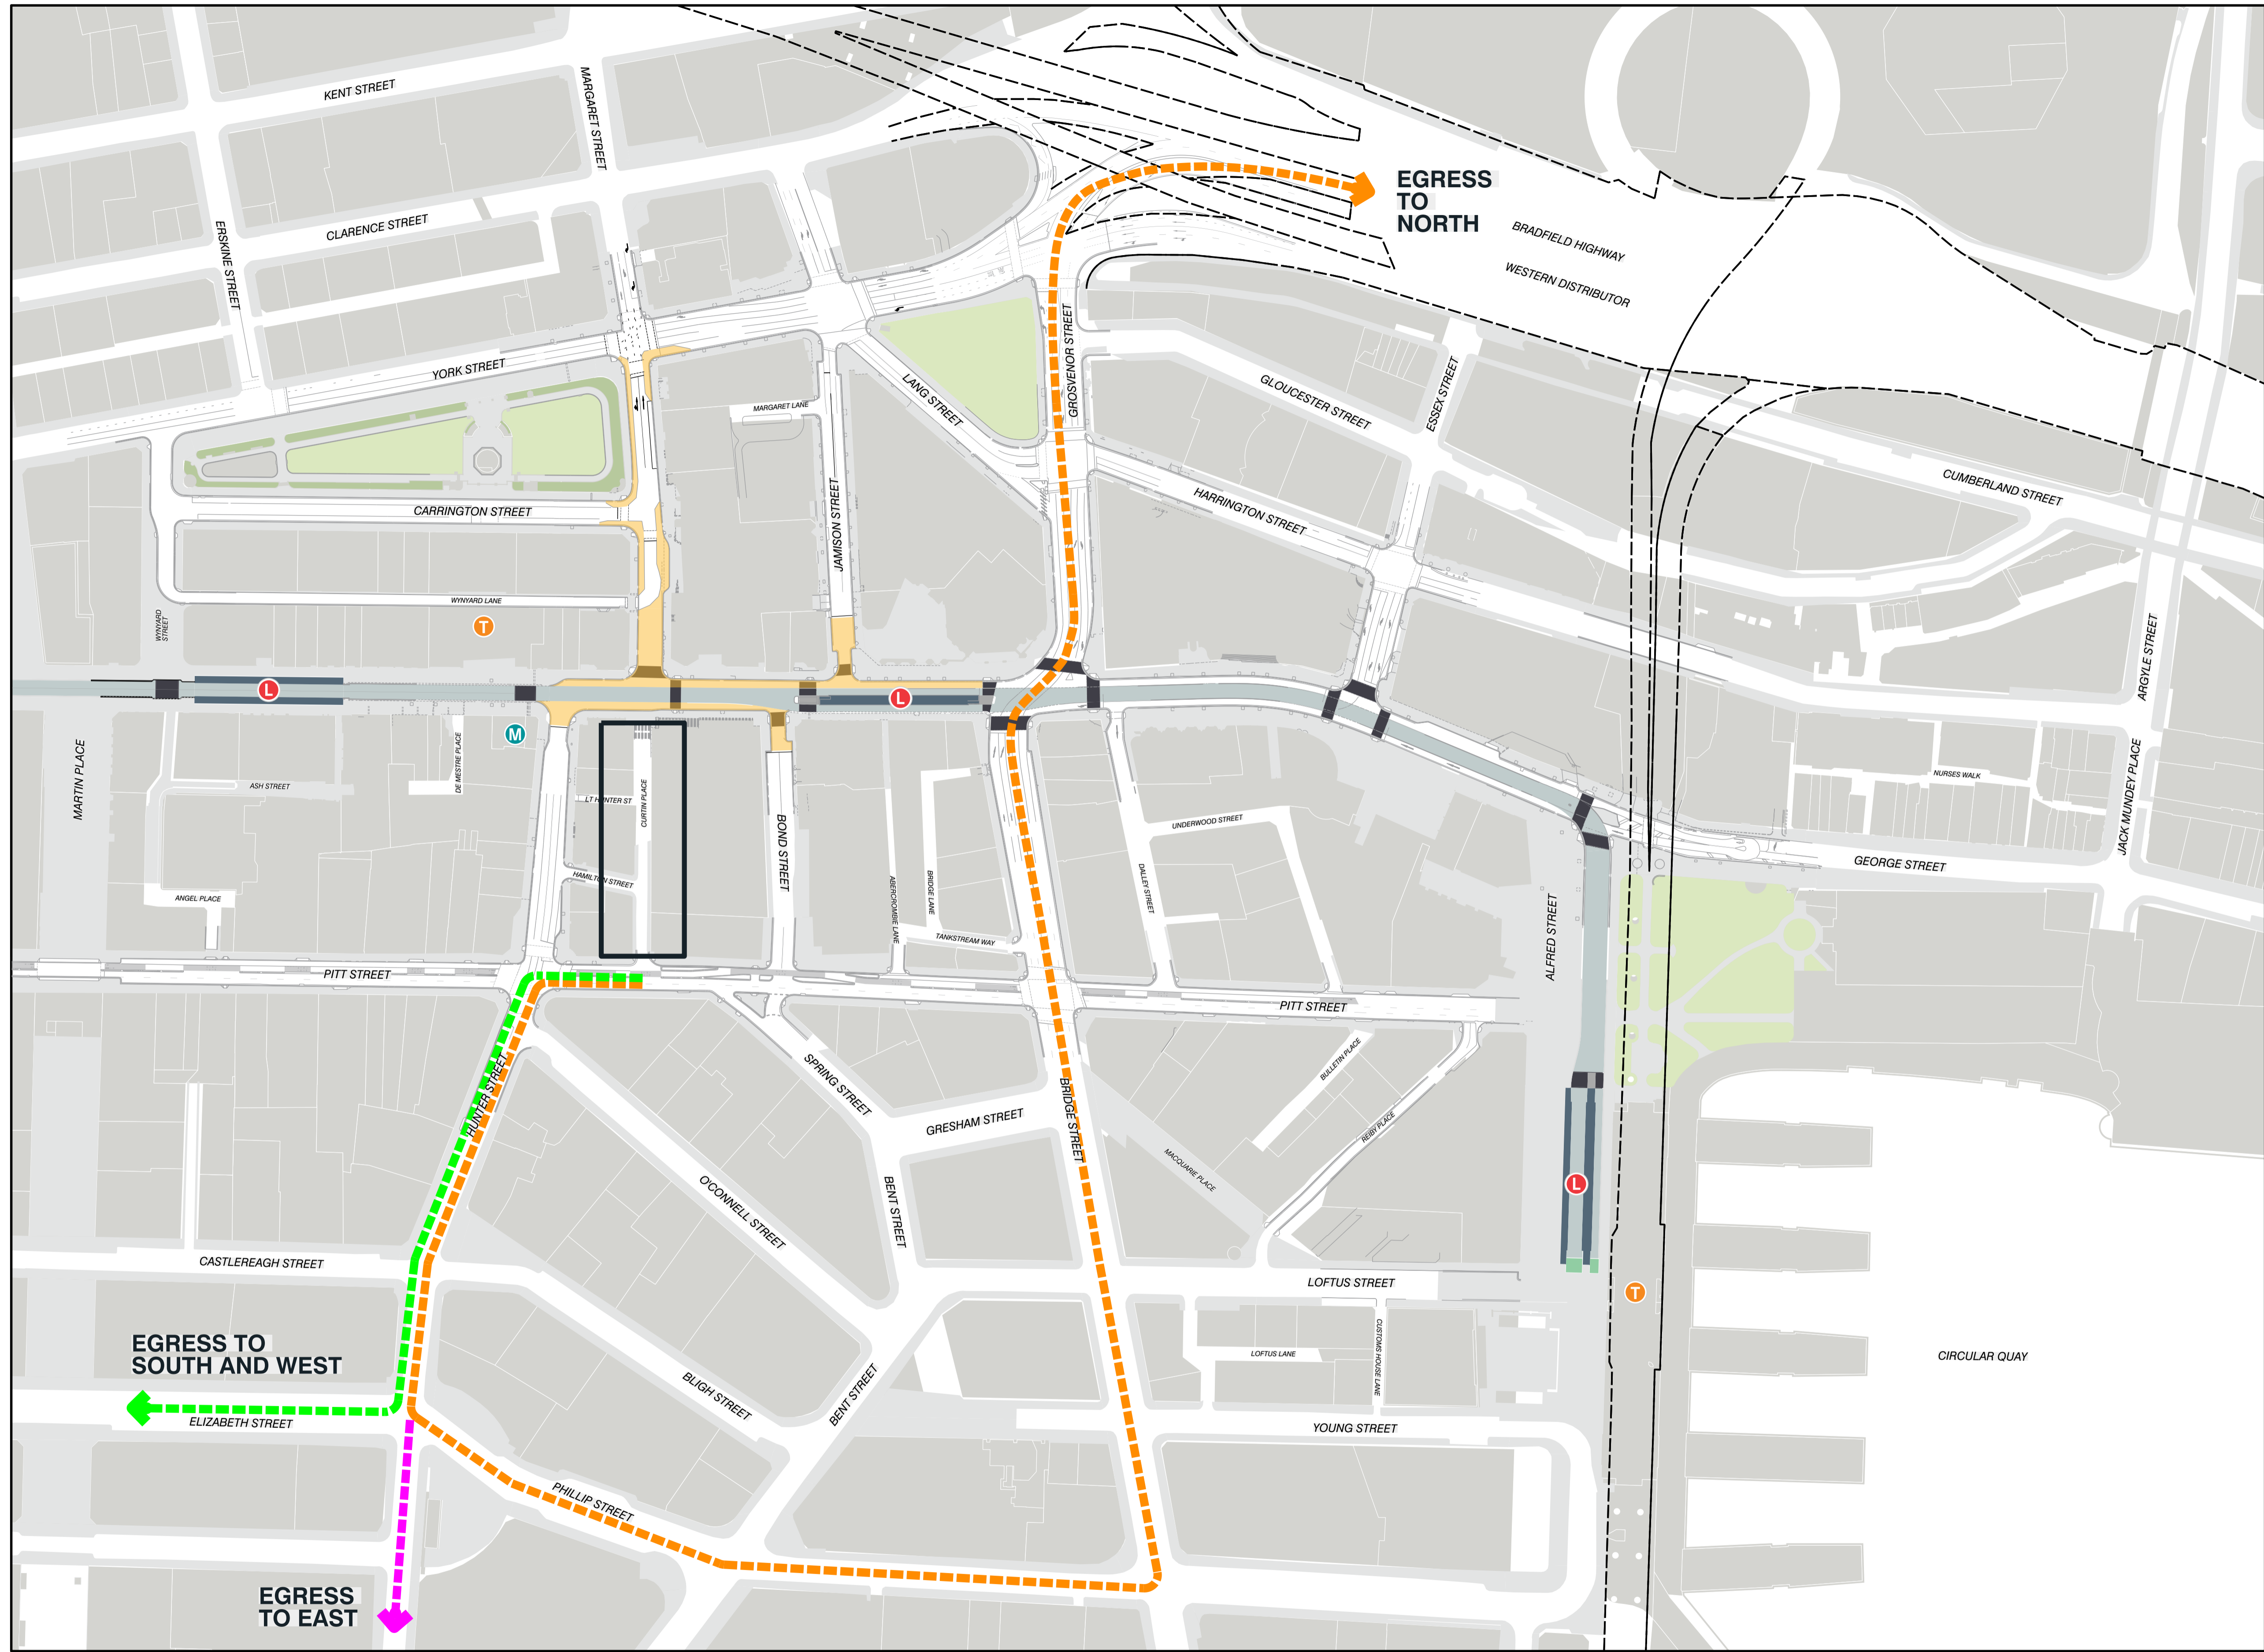 KENT STREET
MARGARET STREET
CLARENCE STREET
ERSKINE STREET
YORK STREET
EGRESS
TO
NORTH
BRADFIELD HIGHWAY
WESTERN DISTRIBUTOR
GROSVENOR STREET
GLOUCESTER STREET
ESSEX STREET
LANG STREET
MARGARET LANE
CARRINGTON STREET
JAMISON STREET
HARRINGTON STREET
CUMBERLAND STREET
WYNYARD LANE
WYNYARD
STREET
T
ARGYLE STREET
L
L
M
MARTIN PLACE
DE MESTRE PLACE
ASH STREET
LT HUNTER ST
CURTIN PLACE
BOND STREET
HAMILTON STREET
ANGEL PLACE
ABERCROMBIE LANE
BRIDGE LANE
TANKSTREAM WAY
UNDERWOOD STREET
DALLEY STREET
NURSES WALK
JACK MUNDEY PLACE
GEORGE STREET
ALFRED STREET
PITT STREET
PITT STREET
HUNTER STREET
SPRING STREET
GRESHAM STREET
BRIDGE STREET
BULLETIN PLACE
REIBY PLACE
MACQUARIE PLACE
O'CONNELL STREET
BENT STREET
L
CASTLEREAGH STREET
LOFTUS STREET
T
EGRESS TO
SOUTH AND WEST
ELIZABETH STREET
BLIGH STREET
BENT STREET
LOFTUS LANE
CUSTOMS HOUSE LANE
CIRCULAR QUAY
YOUNG STREET
PHILLIP STREET
EGRESS
TO EAST